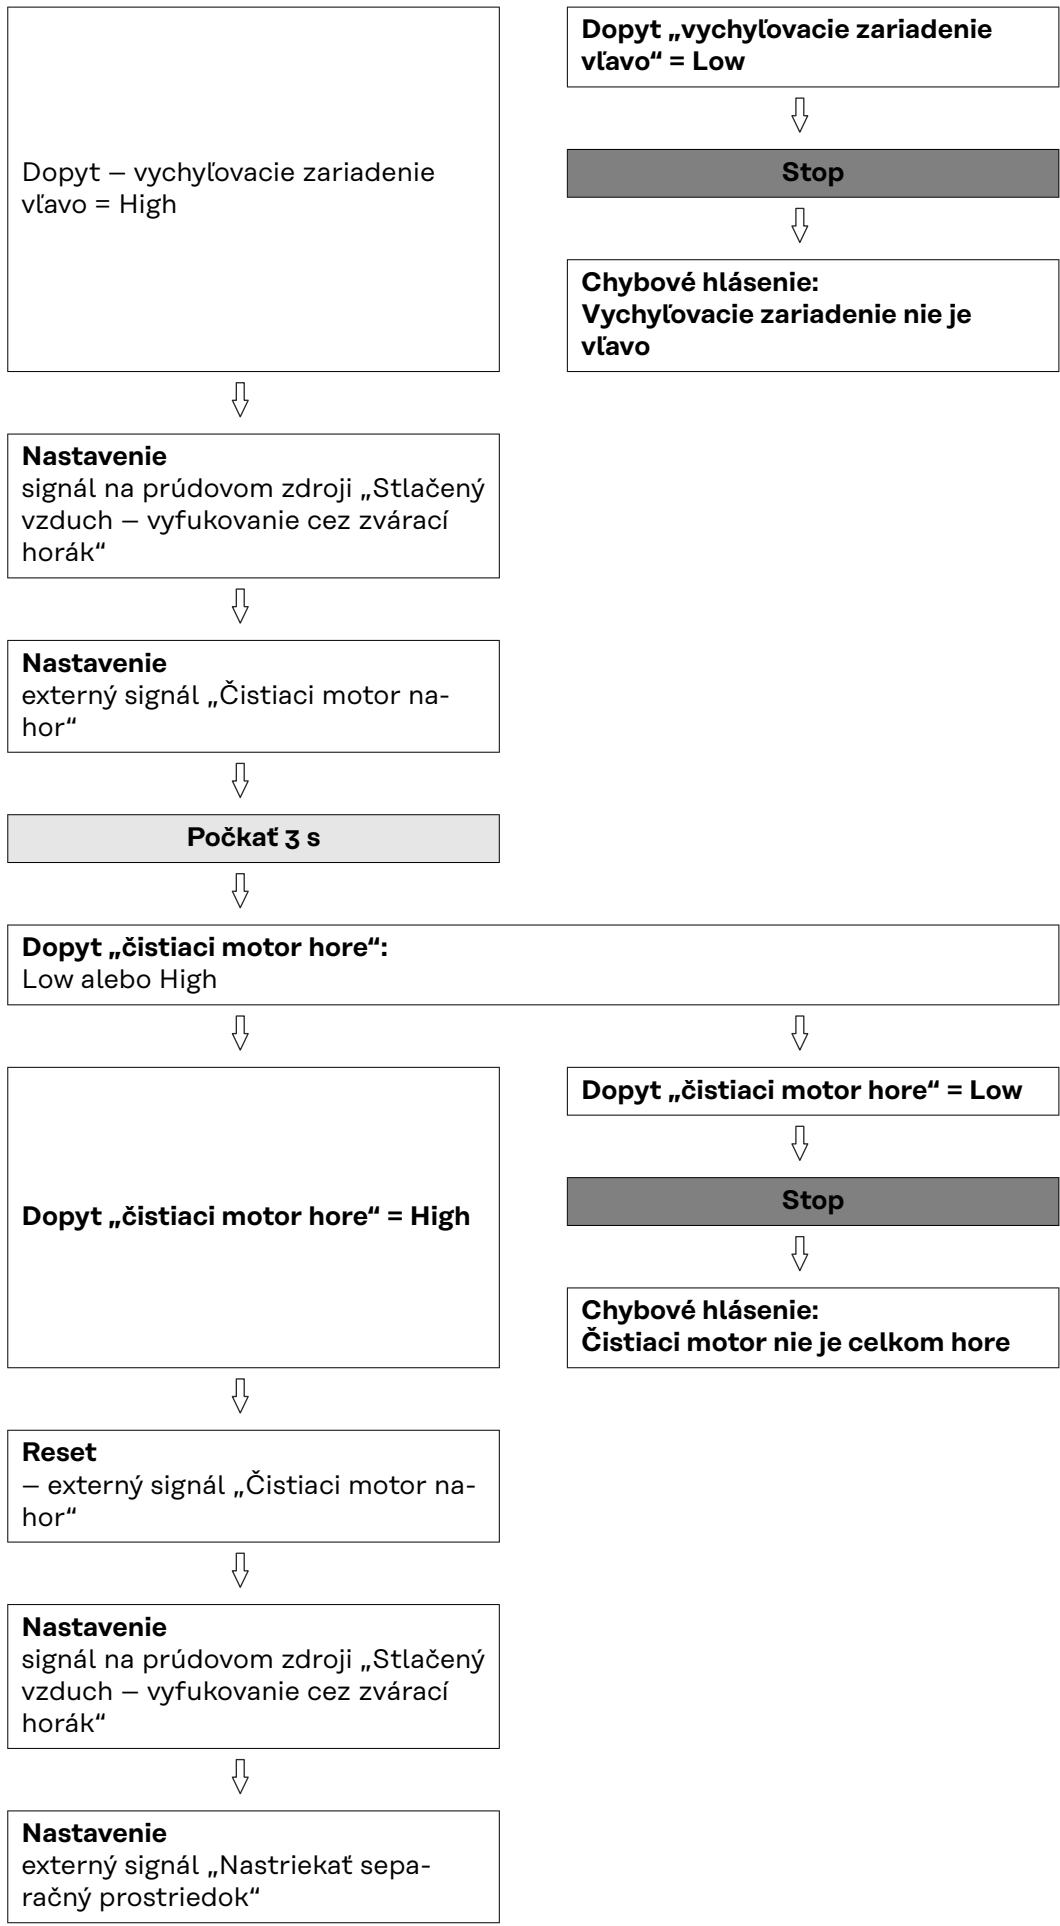 Dopyt – vychyľovacie zariadenie
vľavo = High
Dopyt „vychyľovacie zariadenie
vľavo“ = Low
Stop
Chybové hlásenie:
Vychyľovacie zariadenie nie je
vľavo
Nastavenie
signál na prúdovom zdroji „Stlačený
vzduch – vyfukovanie cez zvárací
horák“
Nastavenie
externý signál „Čistiaci motor na-
hor“
Počkať 3 s
Dopyt „čistiaci motor hore“:
Low alebo High
Dopyt „čistiaci motor hore“ = High
Dopyt „čistiaci motor hore“ = Low
Stop
Chybové hlásenie:
Čistiaci motor nie je celkom hore
Reset
– externý signál „Čistiaci motor na-
hor“
Nastavenie
signál na prúdovom zdroji „Stlačený
vzduch – vyfukovanie cez zvárací
horák“
Nastavenie
externý signál „Nastriekať sepa-
račný prostriedok“